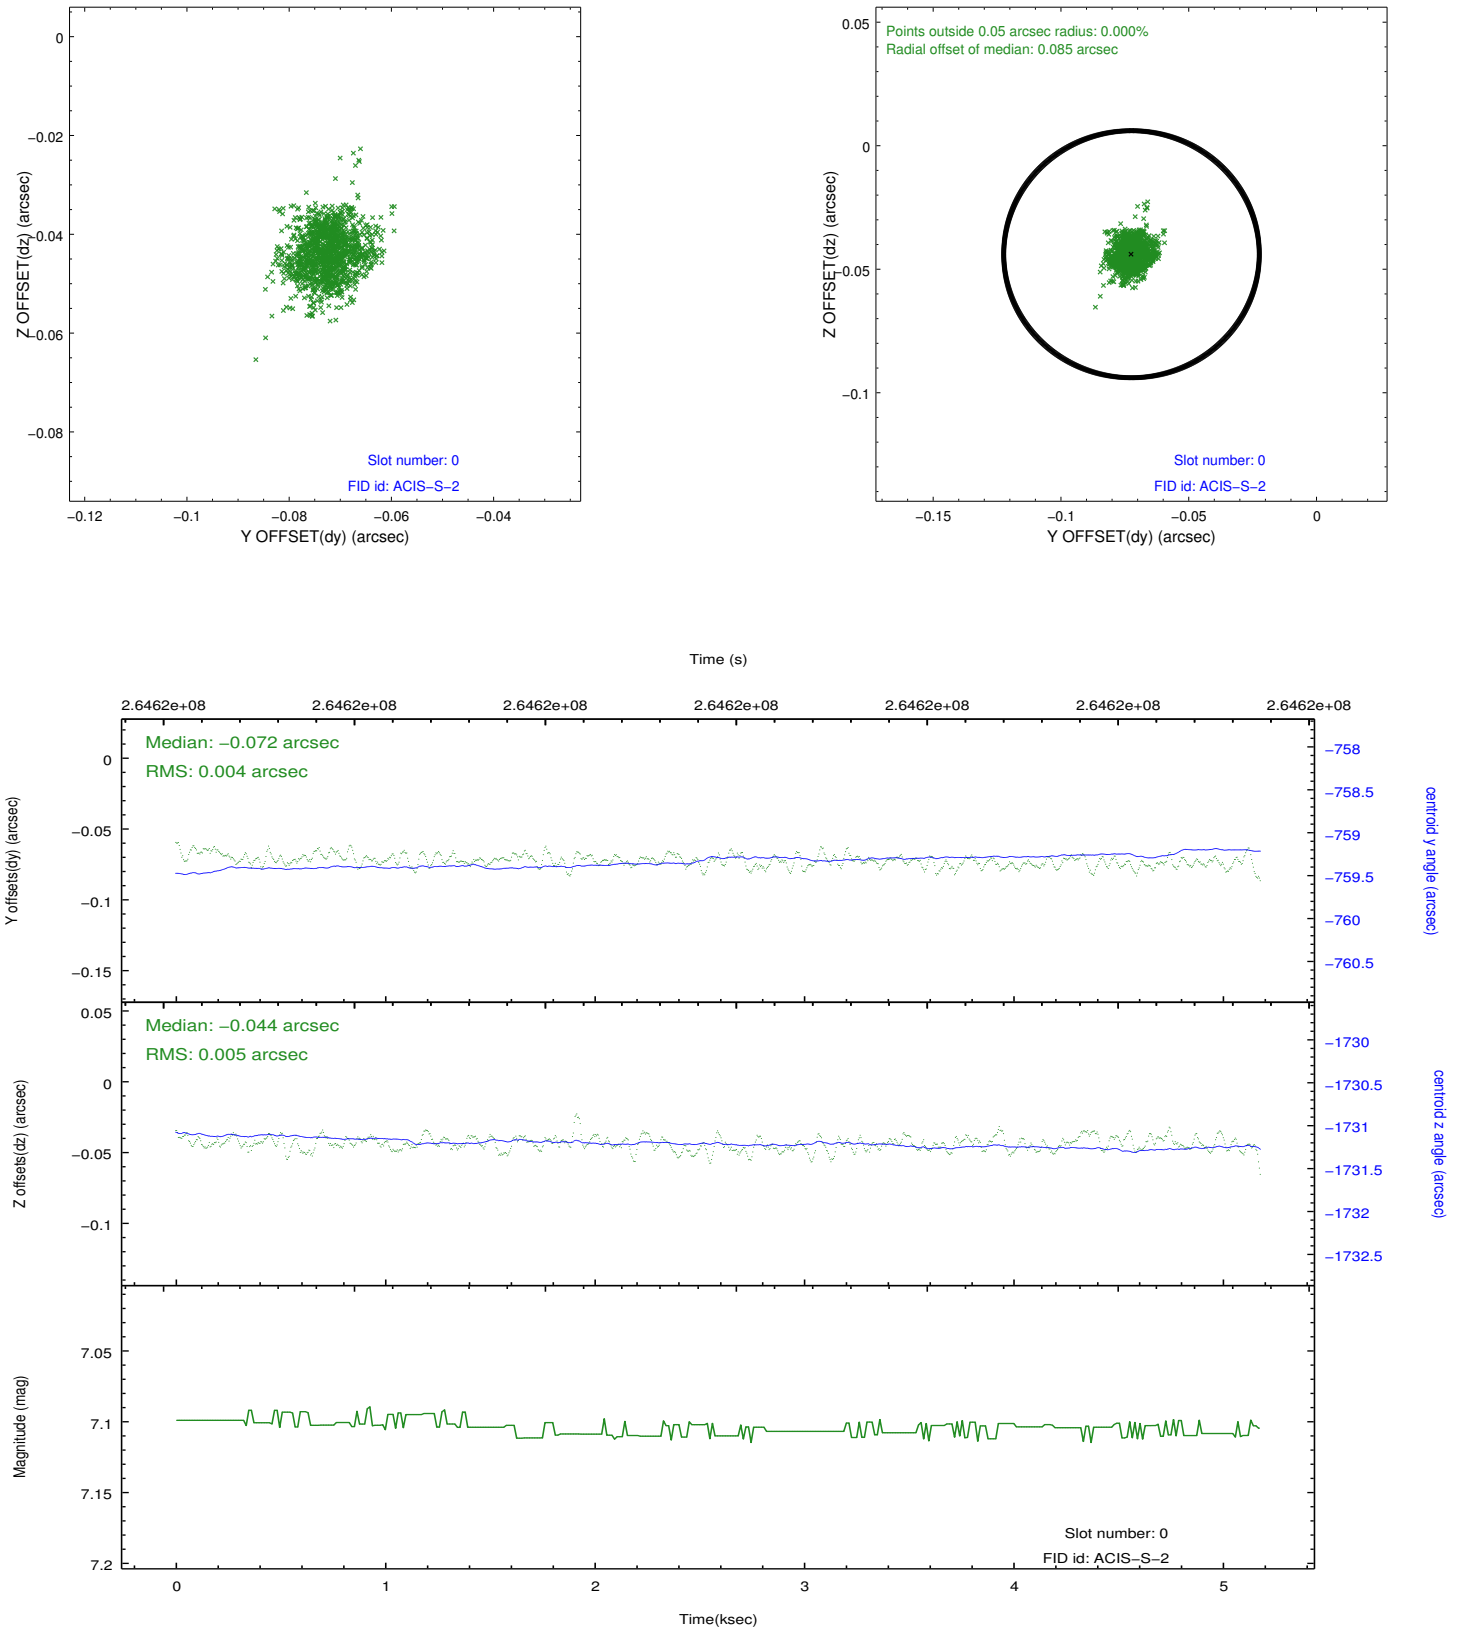 0
−0.02
−0.04
−0.06
−0.08
Z OFFSET(dz) (arcsec)
Slot number: 0
FID id: ACIS−S−2
−0.12
−0.1
−0.08
−0.06
−0.04
Y OFFSET(dy) (arcsec)
Points outside 0.05 arcsec radius: 0.000%
Radial offset of median: 0.085 arcsec
0.05
0
−0.05
−0.1
Z OFFSET(dz) (arcsec)
Slot number: 0
FID id: ACIS−S−2
−0.15
−0.1
−0.05
0
Y OFFSET(dy) (arcsec)
Time (s)
2.6462e+08
2.6462e+08
2.6462e+08
2.6462e+08
2.6462e+08
2.6462e+08
2.6462e+08
Median: −0.072 arcsec
RMS: 0.004 arcsec
0
−0.05
−0.1
−0.15
Y offsets(dy) (arcsec)
−758
−758.5
−759
−759.5
−760
−760.5
centroid y angle (arcsec)
Median: −0.044 arcsec
RMS: 0.005 arcsec
0.05
0
−0.05
−0.1
Z offsets(dz) (arcsec)
−1730
−1730.5
−1731
−1731.5
−1732
−1732.5
centroid z angle (arcsec)
7.05
7.1
7.15
7.2
Magnitude (mag)
Slot number: 0
FID id: ACIS−S−2
0
1
2
3
4
5
Time(ksec)